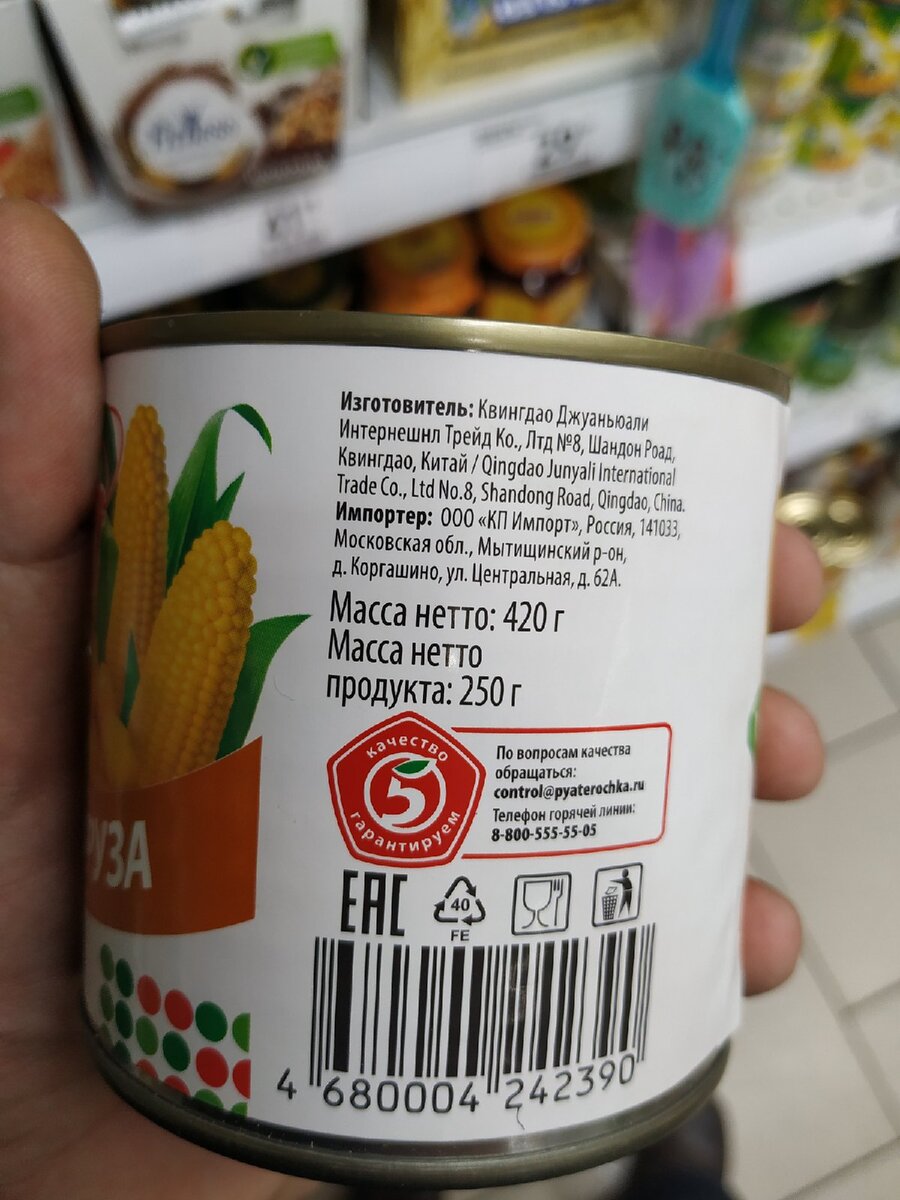 Изготовитель: Квингдао Джуаньюали
Интернешнл Трейд Ко., Лтд №8, Шандон Роад,
Квингдао, Китай / Qingdao Junyali International
Trade Co., Ltd No.8, Shandong Road, Qingdao, China.
Импортер: ООО «КП Импорт», Россия, 141033,
Московская обл., Мытищинский р-он,
д. Коргашино, ул. Центральная, д. 62А.
Масса нетто: 420 г
Масса нетто
продукта: 250 г
качество
5
гарантируем
По вопросам качества
обращаться:
control@pyaterochka.ru
Телефон горячей линии:
8-800-555-55-05
РУЗА
EAC
40
FE
4 680004 242390